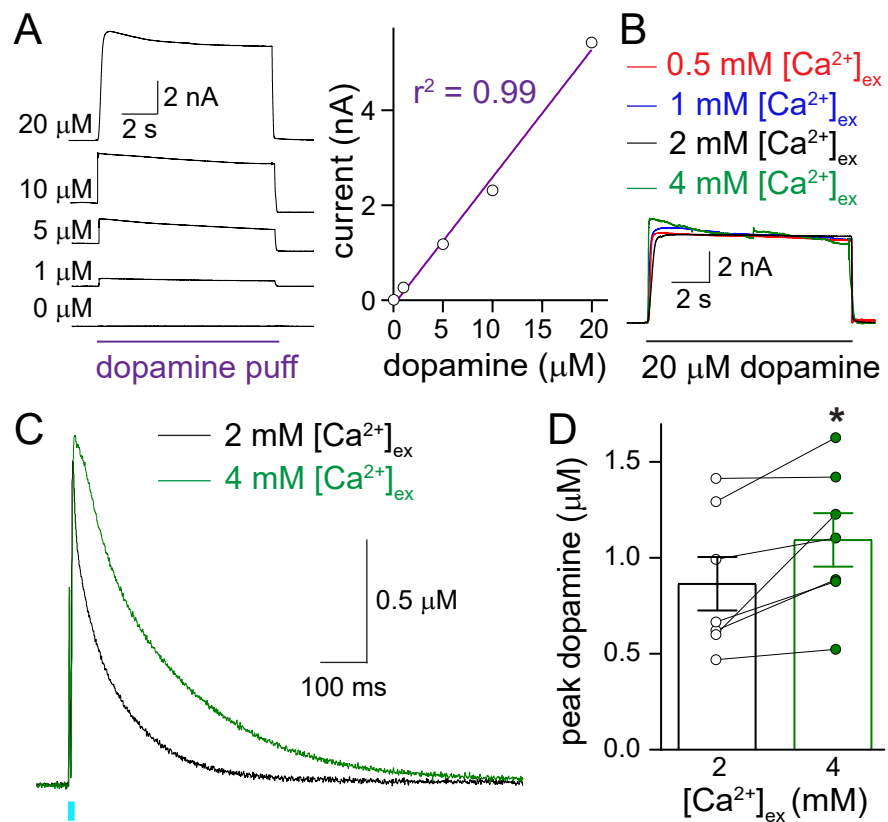 A
20 μM
10 μM
5 μM
1 μM
0 μM
2 nA
2 s
dopamine puff
current (nA)
4
2
0
r² = 0.99
0 5 10 15 20
dopamine (μM)
B
0.5 mM [Ca²⁺]ex
1 mM [Ca²⁺]ex
2 mM [Ca²⁺]ex
4 mM [Ca²⁺]ex
2 nA
2 s
20 μM dopamine
C
2 mM [Ca²⁺]ex
4 mM [Ca²⁺]ex
0.5 μM
100 ms
D
*
peak dopamine (μM)
1.5
1.0
0.5
0.0
2 4
[Ca²⁺]ex (mM)